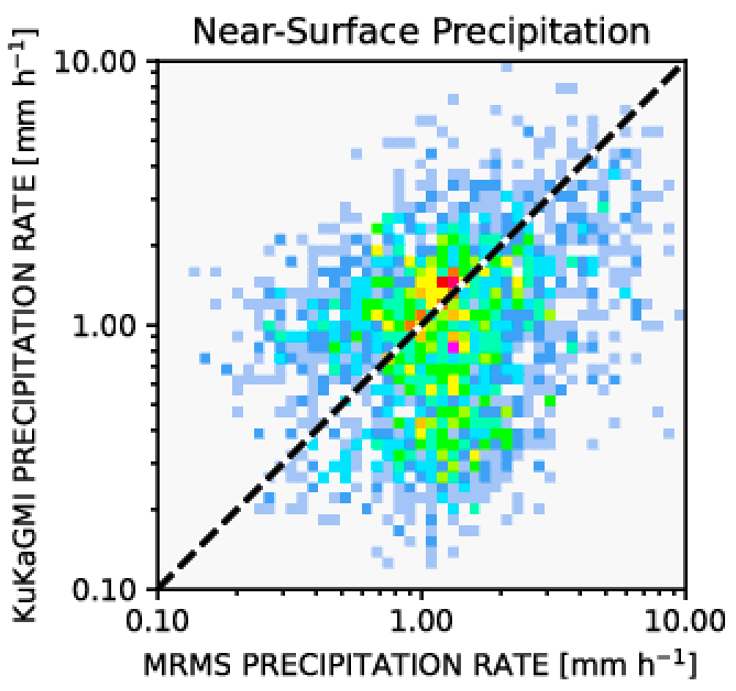 Near-Surface Precipitation
KuKaGMI PRECIPITATION RATE [mm h⁻¹]
10.00
1.00
0.10
0.10 1.00 10.00
MRMS PRECIPITATION RATE [mm h⁻¹]